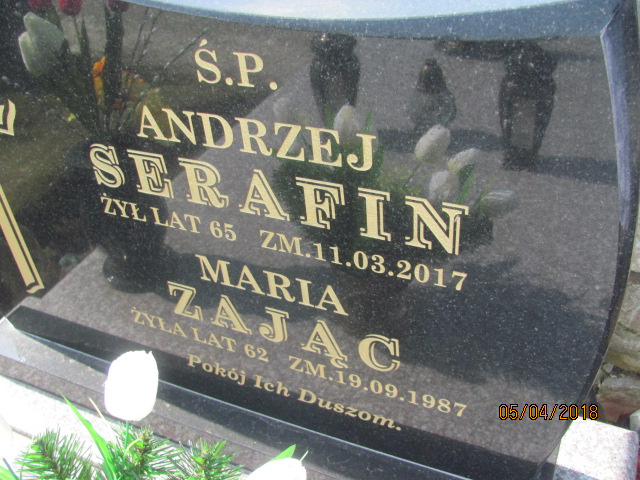 Ś.P.
ANDRZEJ
SERAFIN
ŻYŁ LAT 65 ZM.11.03.2017
MARIA
ZAJĄC
ŻYŁA LAT 62 ZM.19.09.1987
Pokój Ich Duszom.
05/04/2018